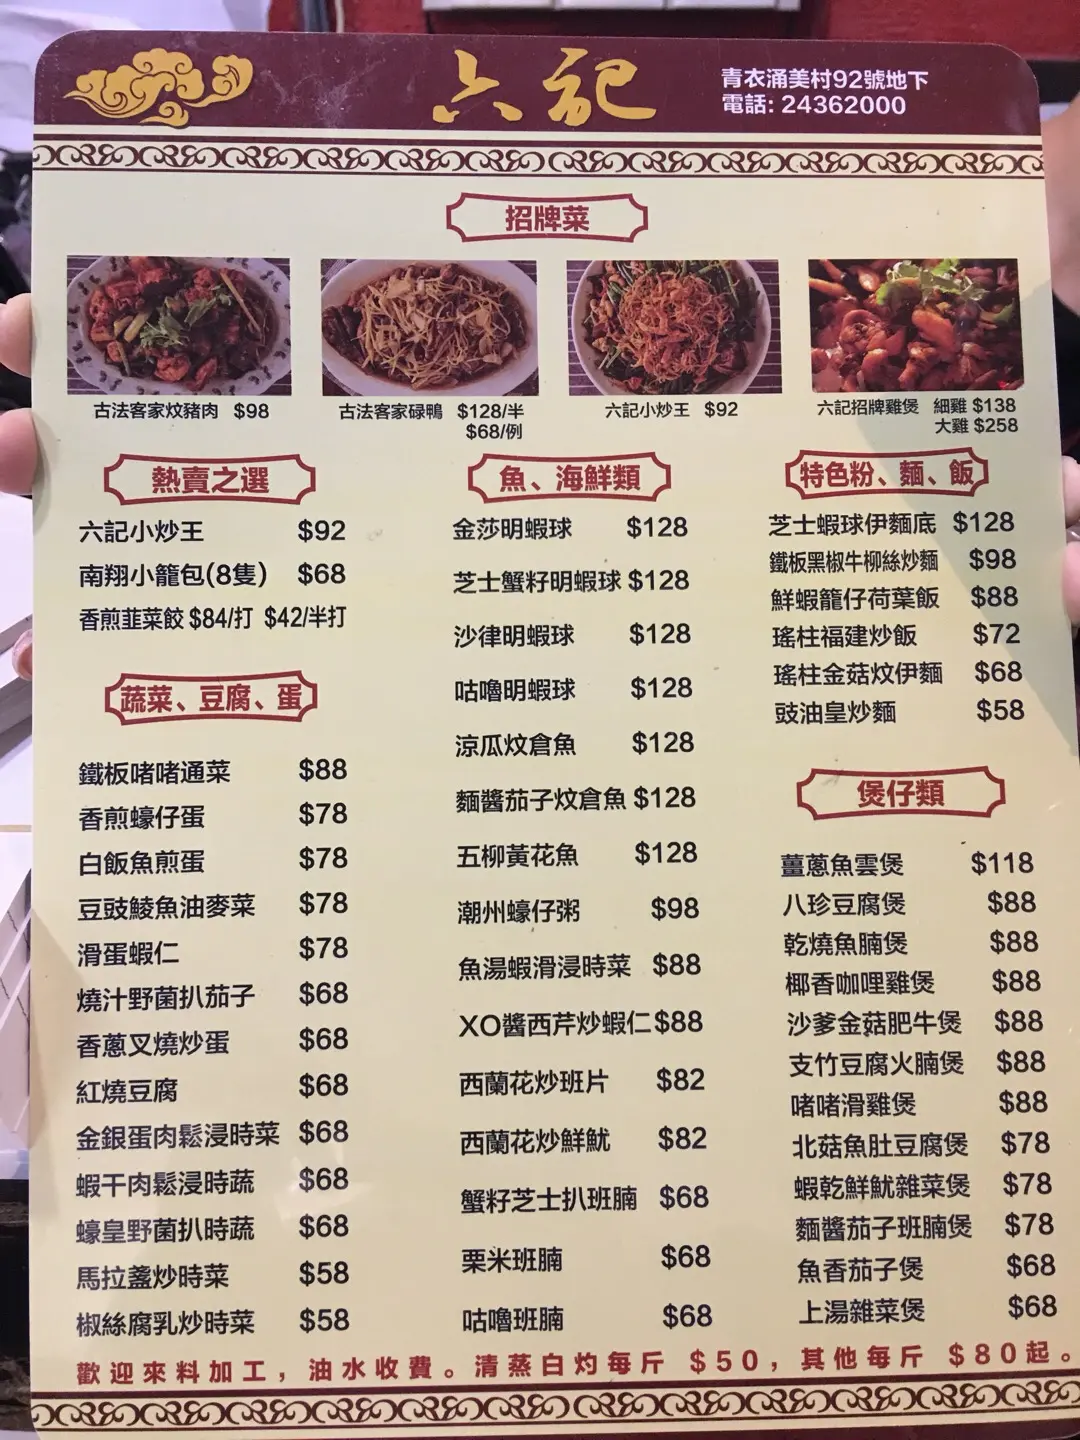 六記
青衣涌美村92號地下
電話: 24362000
招牌菜
古法客家炆豬肉 $98
古法客家碌鴨 $128/半
$68/例
六記小炒王 $92
六記招牌雞煲 細雞 $138
大雞 $258
熱賣之選
六記小炒王 $92
南翔小籠包(8隻) $68
香煎韮菜餃 $84/打 $42/半打
蔬菜、豆腐、蛋
鐵板啫啫通菜 $88
香煎蠔仔蛋 $78
白飯魚煎蛋 $78
豆豉鯪魚油麥菜 $78
滑蛋蝦仁 $78
燒汁野菌扒茄子 $68
香蔥叉燒炒蛋 $68
紅燒豆腐 $68
金銀蛋肉鬆浸時菜 $68
蝦干肉鬆浸時蔬 $68
蠔皇野菌扒時蔬 $68
馬拉盞炒時菜 $58
椒絲腐乳炒時菜 $58
魚、海鮮類
金莎明蝦球 $128
芝士蟹籽明蝦球 $128
沙律明蝦球 $128
咕嚕明蝦球 $128
涼瓜炆倉魚 $128
麵醬茄子炆倉魚 $128
五柳黃花魚 $128
潮州蠔仔粥 $98
魚湯蝦滑浸時菜 $88
XO醬西芹炒蝦仁 $88
西蘭花炒班片 $82
西蘭花炒鮮魷 $82
蟹籽芝士扒班腩 $68
粟米班腩 $68
咕嚕班腩 $68
特色粉、麵、飯
芝士蝦球伊麵底 $128
鐵板黑椒牛柳絲炒麵 $98
鮮蝦籠仔荷葉飯 $88
瑤柱福建炒飯 $72
瑤柱金菇炆伊麵 $68
豉油皇炒麵 $58
煲仔類
薑蔥魚雲煲 $118
八珍豆腐煲 $88
乾燒魚腩煲 $88
椰香咖哩雞煲 $88
沙爹金菇肥牛煲 $88
支竹豆腐火腩煲 $88
啫啫滑雞煲 $88
北菇魚肚豆腐煲 $78
蝦乾鮮魷雜菜煲 $78
麵醬茄子班腩煲 $78
魚香茄子煲 $68
上湯雜菜煲 $68
歡迎來料加工，油水收費。清蒸白灼每斤 $50，其他每斤 $80起。